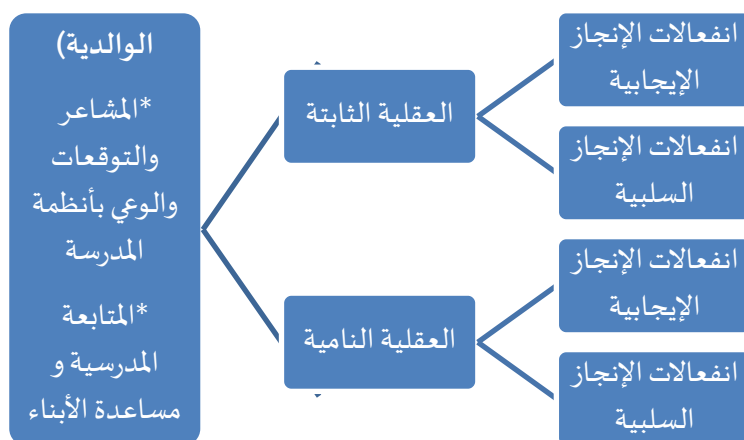 الوالدية)
*المشاعر
والتوقعات
والوعي بأنظمة
المدرسة
*المتابعة
المدرسية و
مساعدة الأبناء
العقلية الثابتة
انفعالات الإنجاز
الإيجابية
انفعالات الإنجاز
السلبية
العقلية النامية
انفعالات الإنجاز
الإيجابية
انفعالات الإنجاز
السلبية